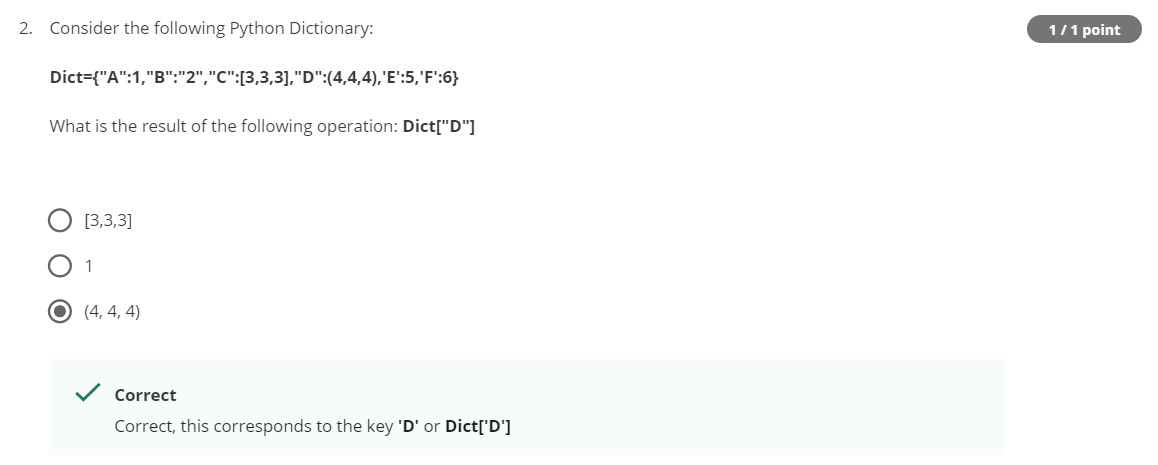 2. Consider the following Python Dictionary:
1 / 1 point
Dict={"A":1,"B":"2","C":[3,3,3],"D":(4,4,4),'E':5,'F':6}
What is the result of the following operation: Dict["D"]
[3,3,3]
1
(4, 4, 4)
Correct
Correct, this corresponds to the key 'D' or Dict['D']